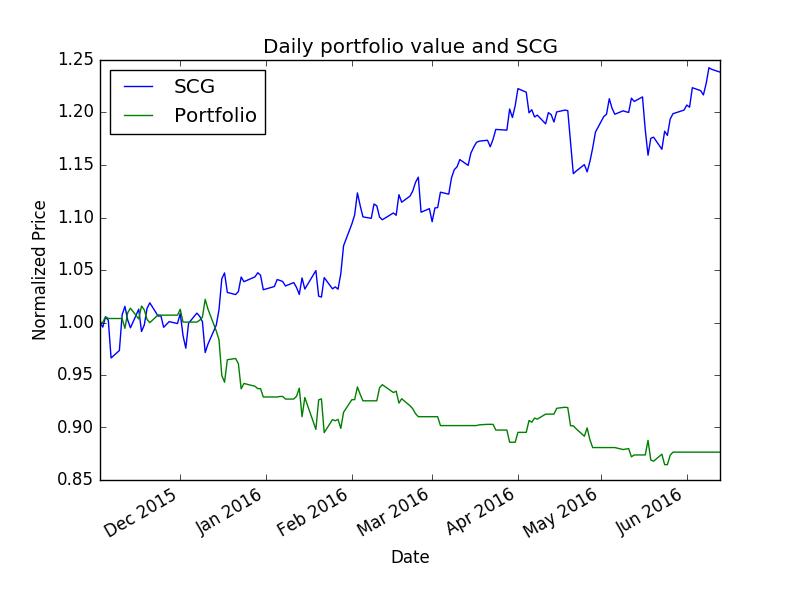 Daily portfolio value and SCG
SCG
Portfolio
1.25
1.20
1.15
1.10
1.05
1.00
0.95
0.90
0.85
Normalized Price
Dec 2015
Jan 2016
Feb 2016
Mar 2016
Apr 2016
May 2016
Jun 2016
Date